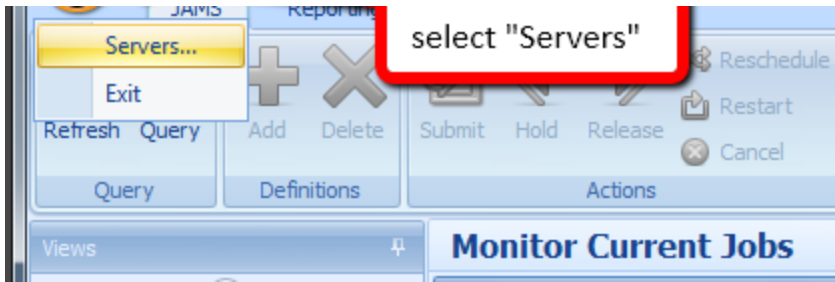 JAMS
Reporting
Servers...
select "Servers"
Exit
Reschedule
Restart
Refresh Query
Add Delete
Submit Hold Release
Cancel
Query
Definitions
Actions
Views
Monitor Current Jobs